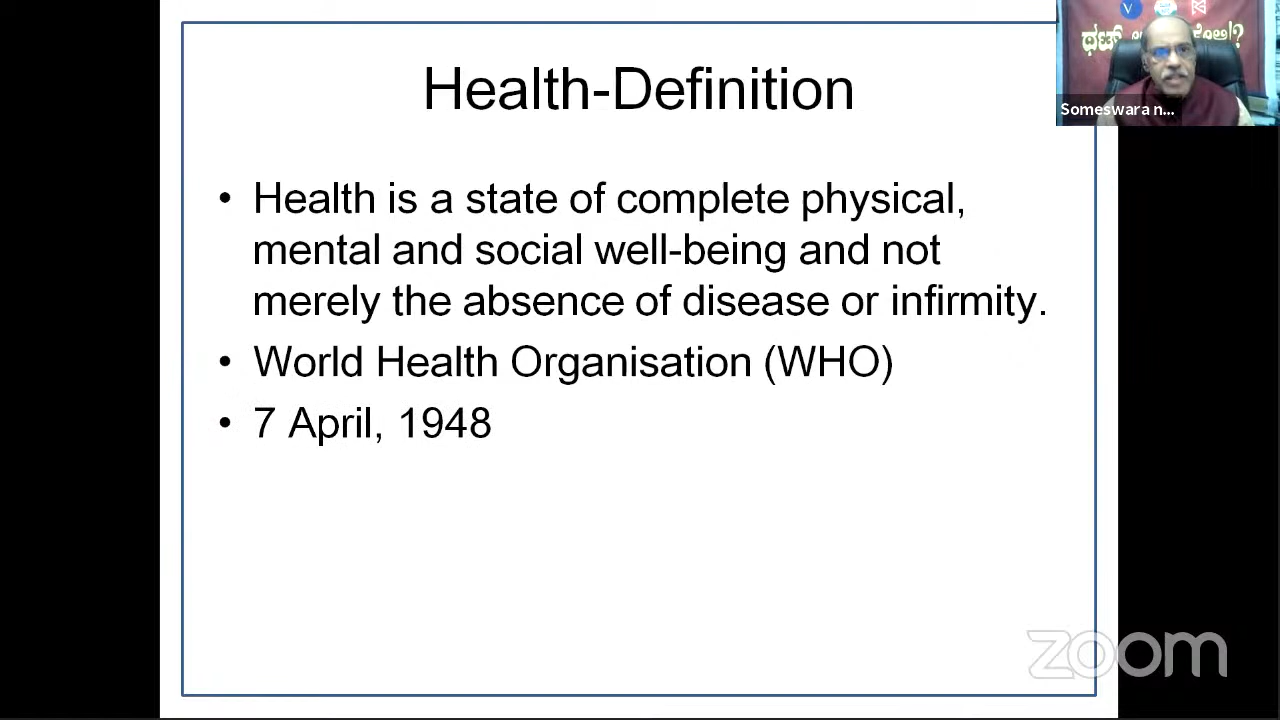 Health-Definition
• Health is a state of complete physical,
mental and social well-being and not
merely the absence of disease or infirmity.
• World Health Organisation (WHO)
• 7 April, 1948
Someswara n...
zoom